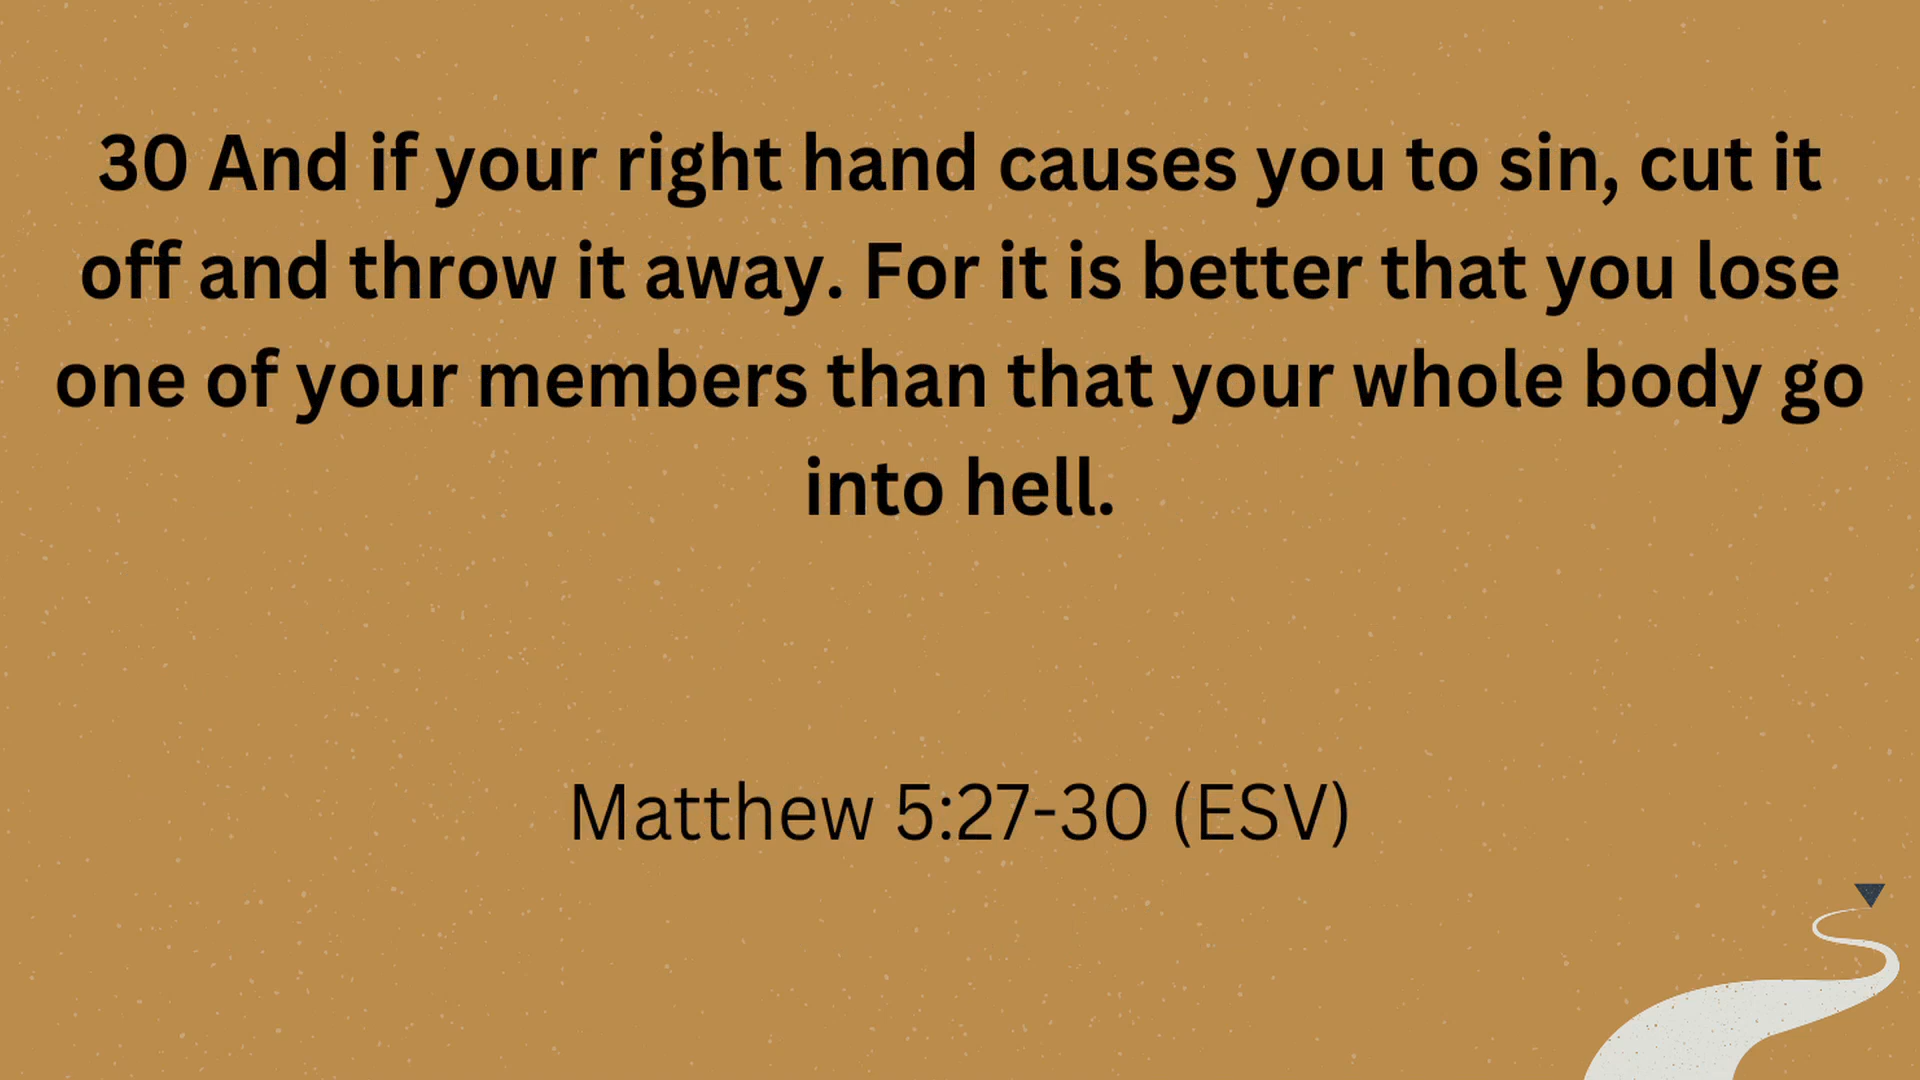 30 And if your right hand causes you to sin, cut it
off and throw it away. For it is better that you lose
one of your members than that your whole body go
into hell.
Matthew 5:27-30 (ESV)